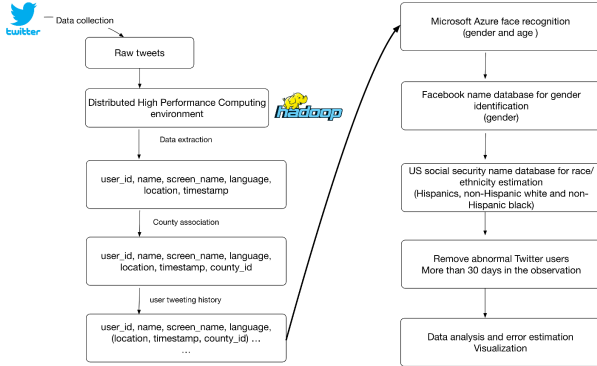 twitter
Data collection
Raw tweets
Distributed High Performance Computing
environment
hadoop
Data extraction
user_id, name, screen_name, language,
location, timestamp
County association
user_id, name, screen_name, language,
location, timestamp, county_id
user tweeting history
user_id, name, screen_name, language,
(location, timestamp, county_id) ...
...
Microsoft Azure face recognition
(gender and age )
Facebook name database for gender
identification
(gender)
US social security name database for race/
ethnicity estimation
(Hispanics, non-Hispanic white and non-
Hispanic black)
Remove abnormal Twitter users
More than 30 days in the observation
Data analysis and error estimation
Visualization